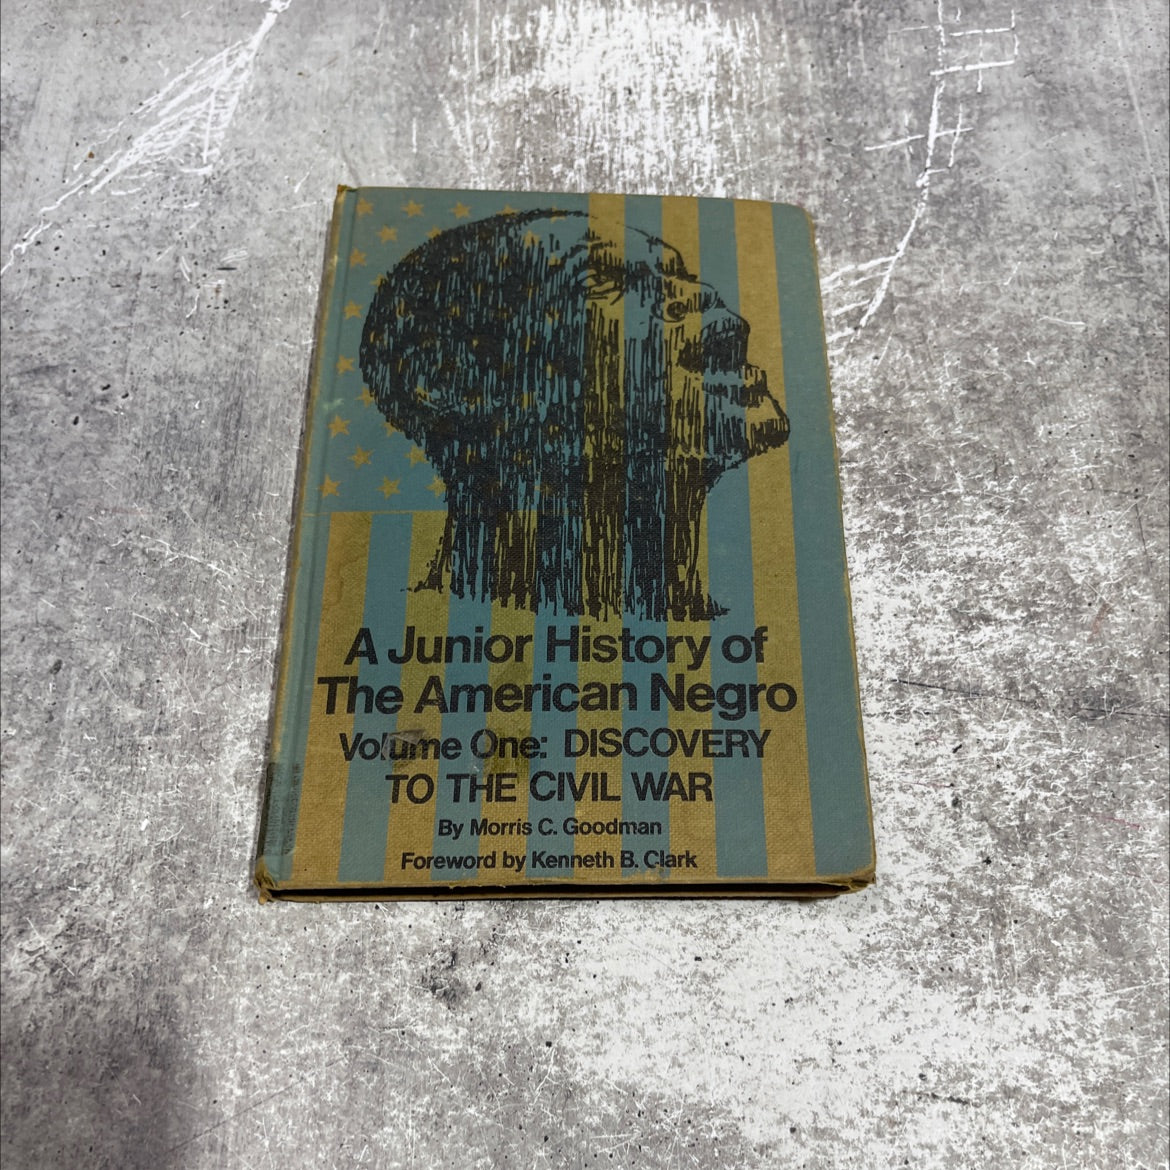 A Junior History of
The American Negro
Volume One: DISCOVERY
TO THE CIVIL WAR
By Morris C. Goodman
Foreword by Kenneth B. Clark